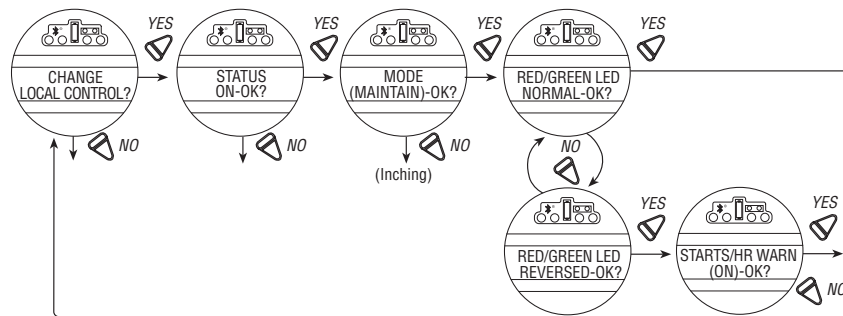 YES
YES
YES
YES
CHANGE
LOCAL CONTROL?
STATUS
ON-OK?
MODE
(MAINTAIN)-OK?
RED/GREEN LED
NORMAL-OK?
NO
NO
NO
NO
(Inching)
YES
YES
RED/GREEN LED
REVERSED-OK?
STARTS/HR WARN
(ON)-OK?
NO